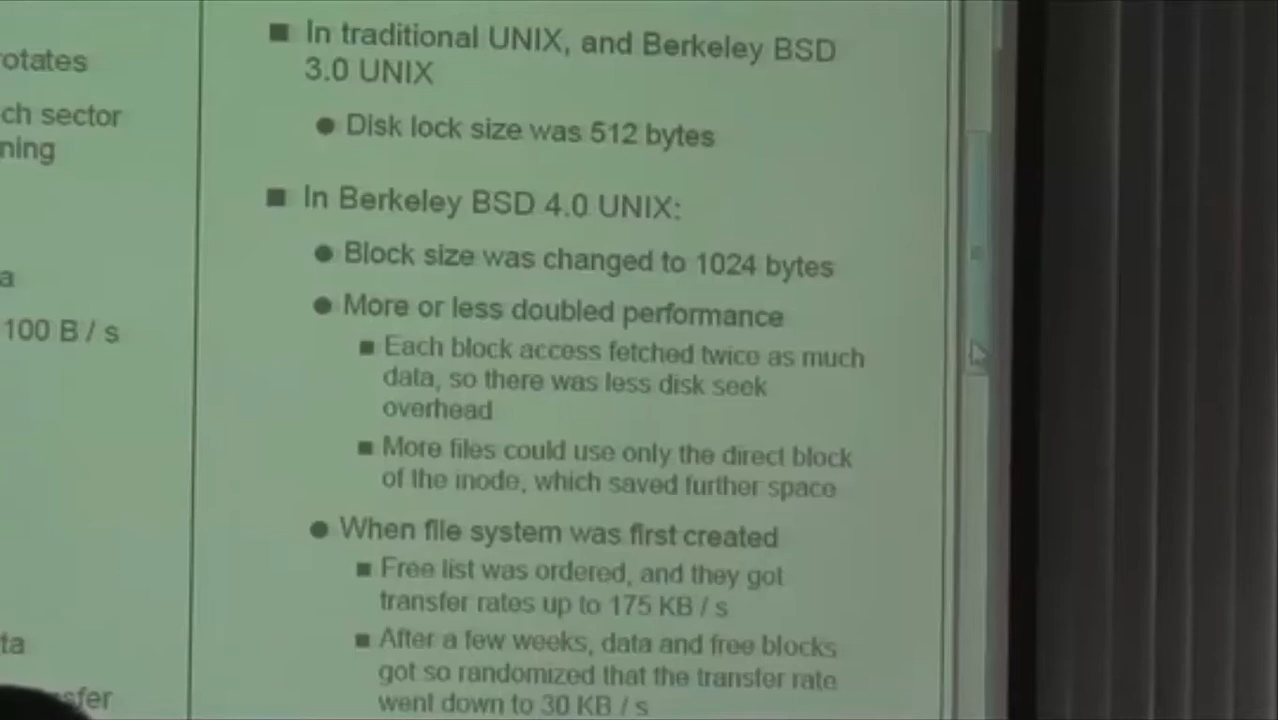 otates
ch sector
ning
a
100 B / s
ta
sfer
■ In traditional UNIX, and Berkeley BSD
3.0 UNIX
● Disk lock size was 512 bytes
■ In Berkeley BSD 4.0 UNIX:
● Block size was changed to 1024 bytes
● More or less doubled performance
■ Each block access fetched twice as much
data, so there was less disk seek
overhead
■ More files could use only the direct block
of the inode, which saved further space
● When file system was first created
■ Free list was ordered, and they got
transfer rates up to 175 KB / s
■ After a few weeks, data and free blocks
got so randomized that the transfer rate
went down to 30 KB / s